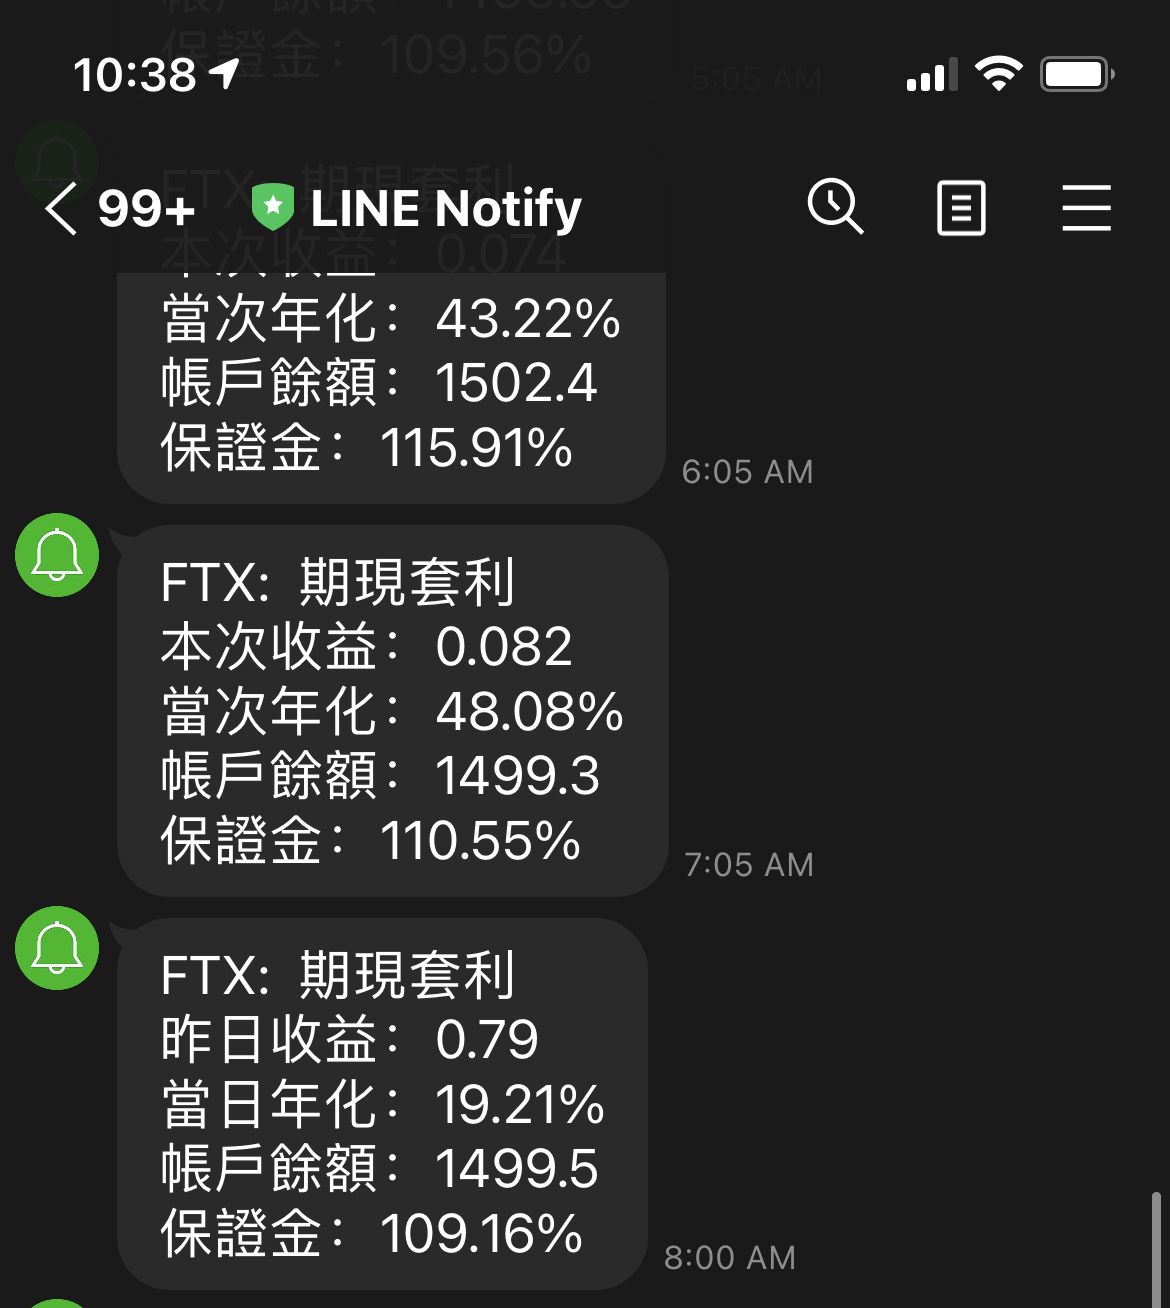 保證金：109.56%
5:05 AM
10:38
FTX: 期現套利
99+
LINE Notify
本次收益：0.074
當次年化：43.22%
帳戶餘額：1502.4
保證金：115.91%
6:05 AM
FTX: 期現套利
本次收益：0.082
當次年化：48.08%
帳戶餘額：1499.3
保證金：110.55%
7:05 AM
FTX: 期現套利
昨日收益：0.79
當日年化：19.21%
帳戶餘額：1499.5
保證金：109.16%
8:00 AM